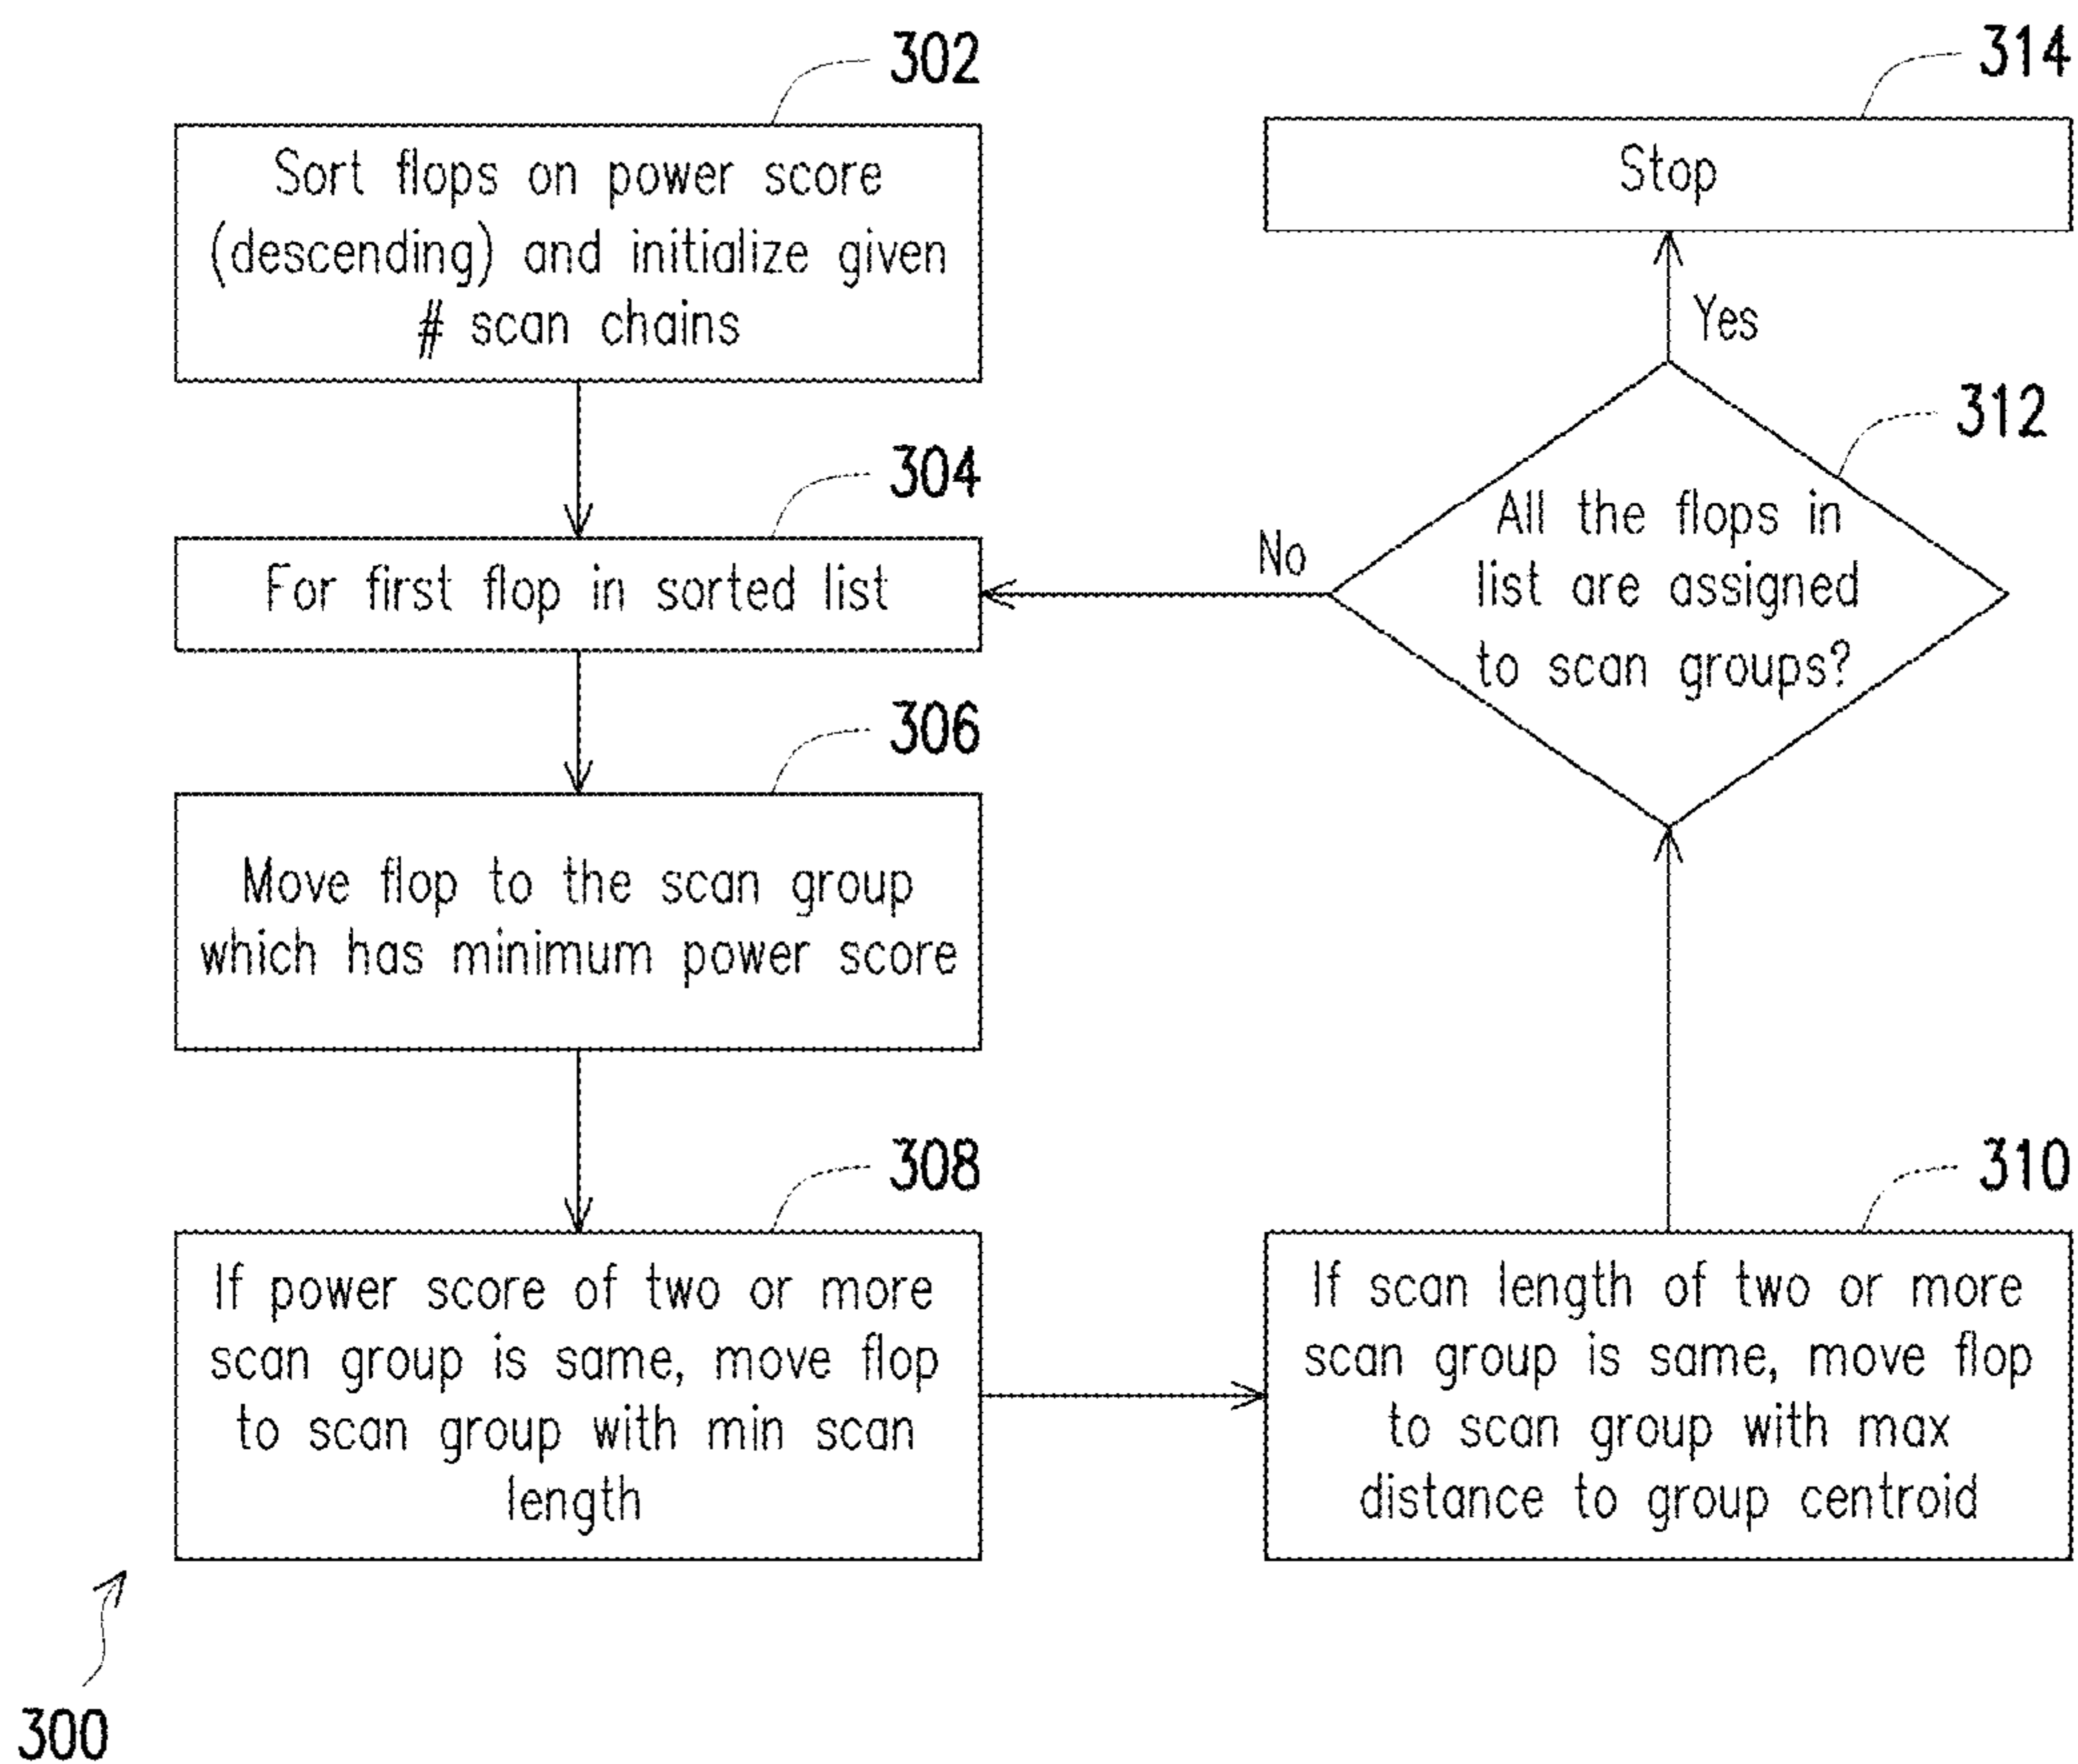 302
Sort flops on power score
(descending) and initialize given
# scan chains
304
For first flop in sorted list
306
Move flop to the scan group
which has minimum power score
308
If power score of two or more
scan group is same, move flop
to scan group with min scan
length
310
If scan length of two or more
scan group is same, move flop
to scan group with max
distance to group centroid
312
All the flops in
list are assigned
to scan groups?
No
Yes
314
Stop
300